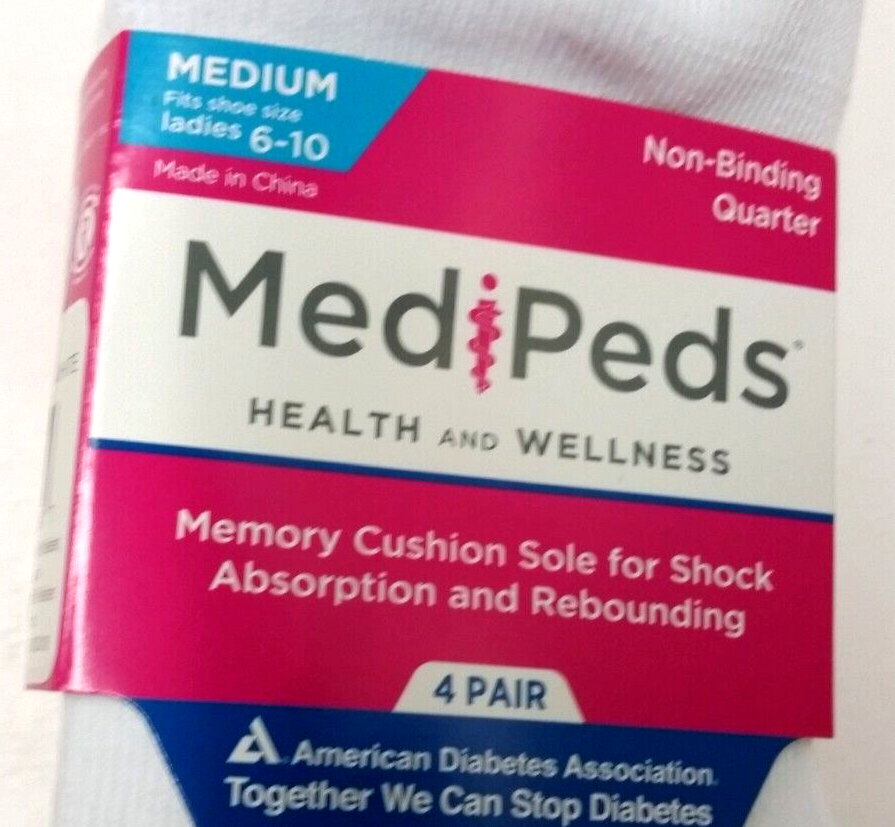 MEDIUM
Fits shoe size
ladies 6-10
Made in China
Non-Binding
Quarter
MediPeds
HEALTH AND WELLNESS
Memory Cushion Sole for Shock
Absorption and Rebounding
4 PAIR
American Diabetes Association.
Together We Can Stop Diabetes